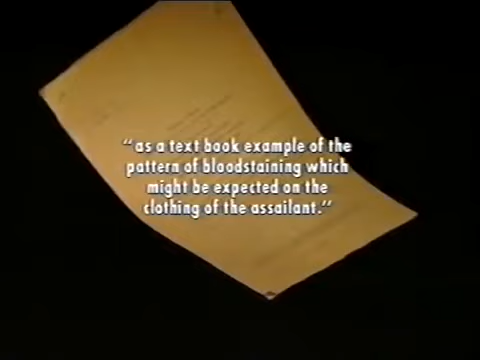 “as a text book example of the
pattern of bloodstaining which
might be expected on the
clothing of the assailant.”